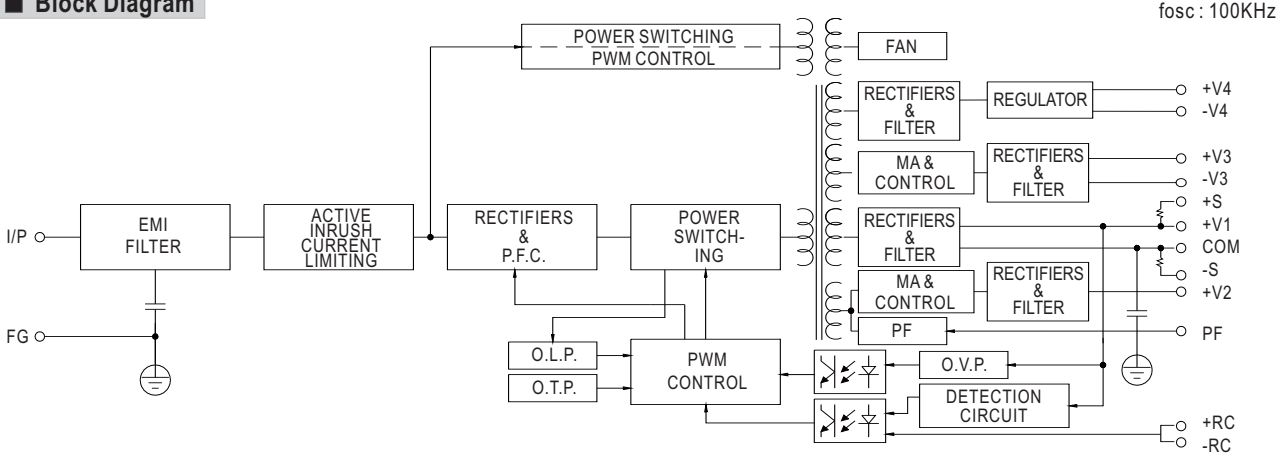 ■ Block Diagram
fosc : 100KHz
POWER SWITCHING
PWM CONTROL
FAN
RECTIFIERS
&
FILTER
REGULATOR
+V4
-V4
MA &
CONTROL
RECTIFIERS
&
FILTER
+V3
-V3
I/P
EMI
FILTER
ACTIVE
INRUSH
CURRENT
LIMITING
RECTIFIERS
&
P.F.C.
POWER
SWITCH-
ING
RECTIFIERS
&
FILTER
+S
+V1
COM
-S
MA &
CONTROL
RECTIFIERS
&
FILTER
+V2
FG
PF
PF
O.L.P.
O.T.P.
PWM
CONTROL
O.V.P.
DETECTION
CIRCUIT
+RC
-RC